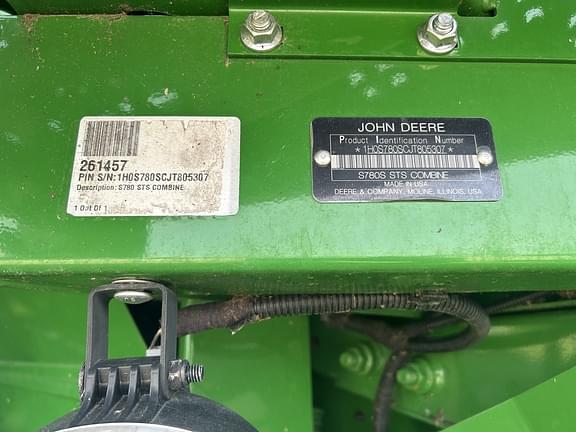 261457
PIN S/N:1H0S780SCJT805307
Description: S780 STS COMBINE
1 Out Of 1
JOHN DEERE
Product Identification Number
*1H0S780SCJT805307*
S780S STS COMBINE
MADE IN USA
DEERE & COMPANY, MOLINE, ILLINOIS, USA